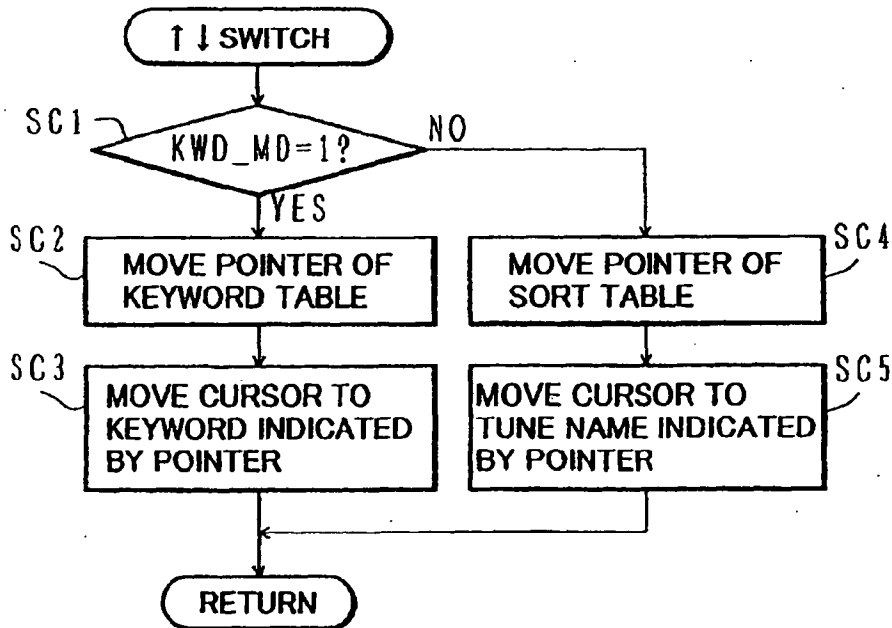 ↑ ↓ SWITCH
SC1
KWD_MD=1?
NO
YES
SC2
MOVE POINTER OF
KEYWORD TABLE
SC4
MOVE POINTER OF
SORT TABLE
SC3
MOVE CURSOR TO
KEYWORD INDICATED
BY POINTER
SC5
MOVE CURSOR TO
TUNE NAME INDICATED
BY POINTER
RETURN